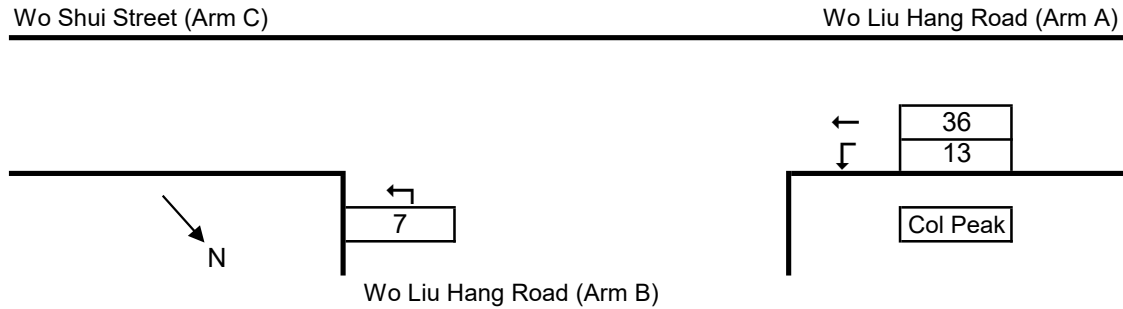 Wo Shui Street (Arm C)
Wo Liu Hang Road (Arm A)
36
13
7
Col Peak
N
Wo Liu Hang Road (Arm B)